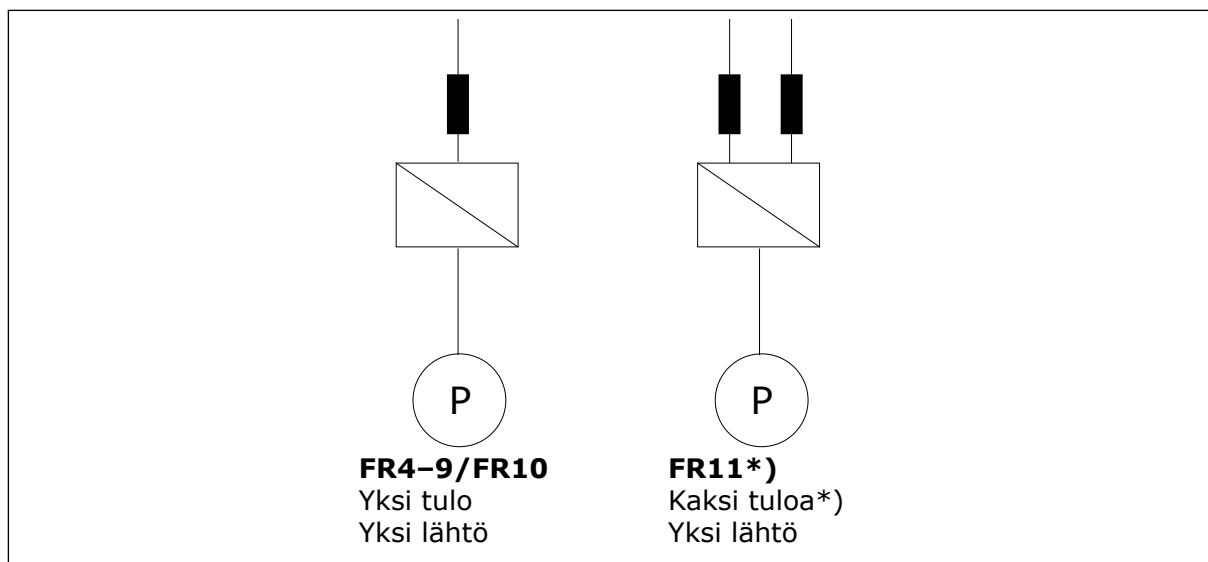 P
FR4–9/FR10
Yksi tulo
Yksi lähtö
P
FR11*)
Kaksi tuloa*)
Yksi lähtö